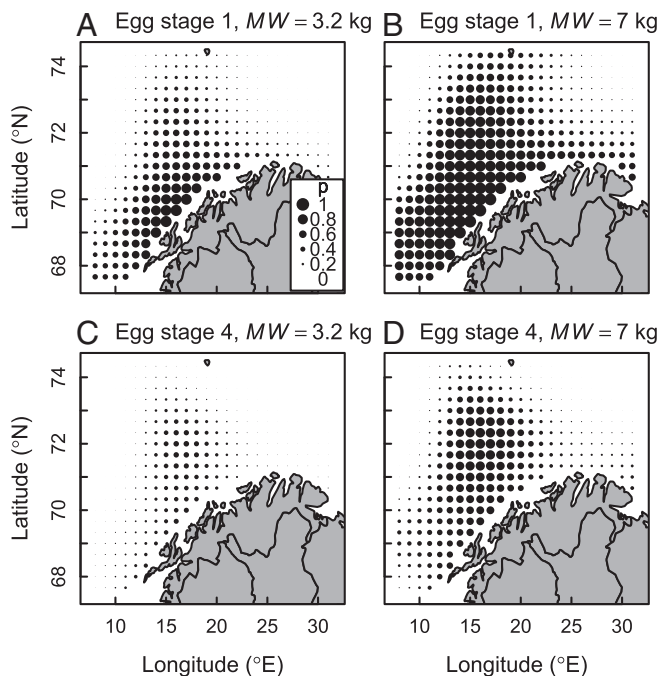 A Egg stage 1, MW = 3.2 kg
B Egg stage 1, MW = 7 kg
74
72
70
68
Latitude (°N)
p
1
0.8
0.6
0.4
0.2
0
C Egg stage 4, MW = 3.2 kg
D Egg stage 4, MW = 7 kg
74
72
70
68
Latitude (°N)
10 15 20 25 30
10 15 20 25 30
Longitude (°E)
Longitude (°E)